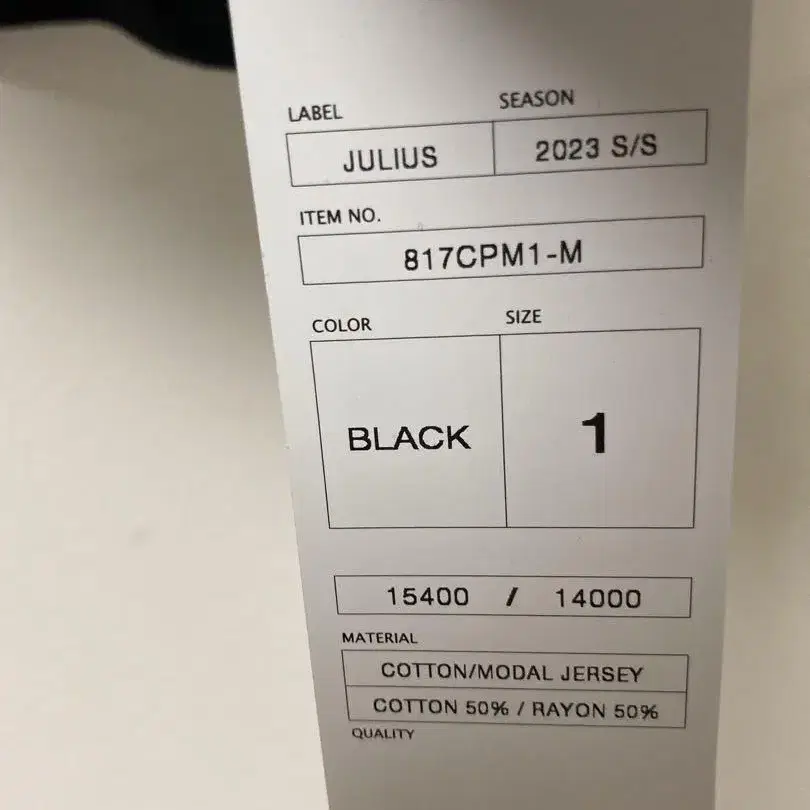 LABEL SEASON
JULIUS 2023 S/S
ITEM NO.
817CPM1-M
COLOR SIZE
BLACK 1
15400 / 14000
MATERIAL
COTTON/MODAL JERSEY
COTTON 50% / RAYON 50%
QUALITY